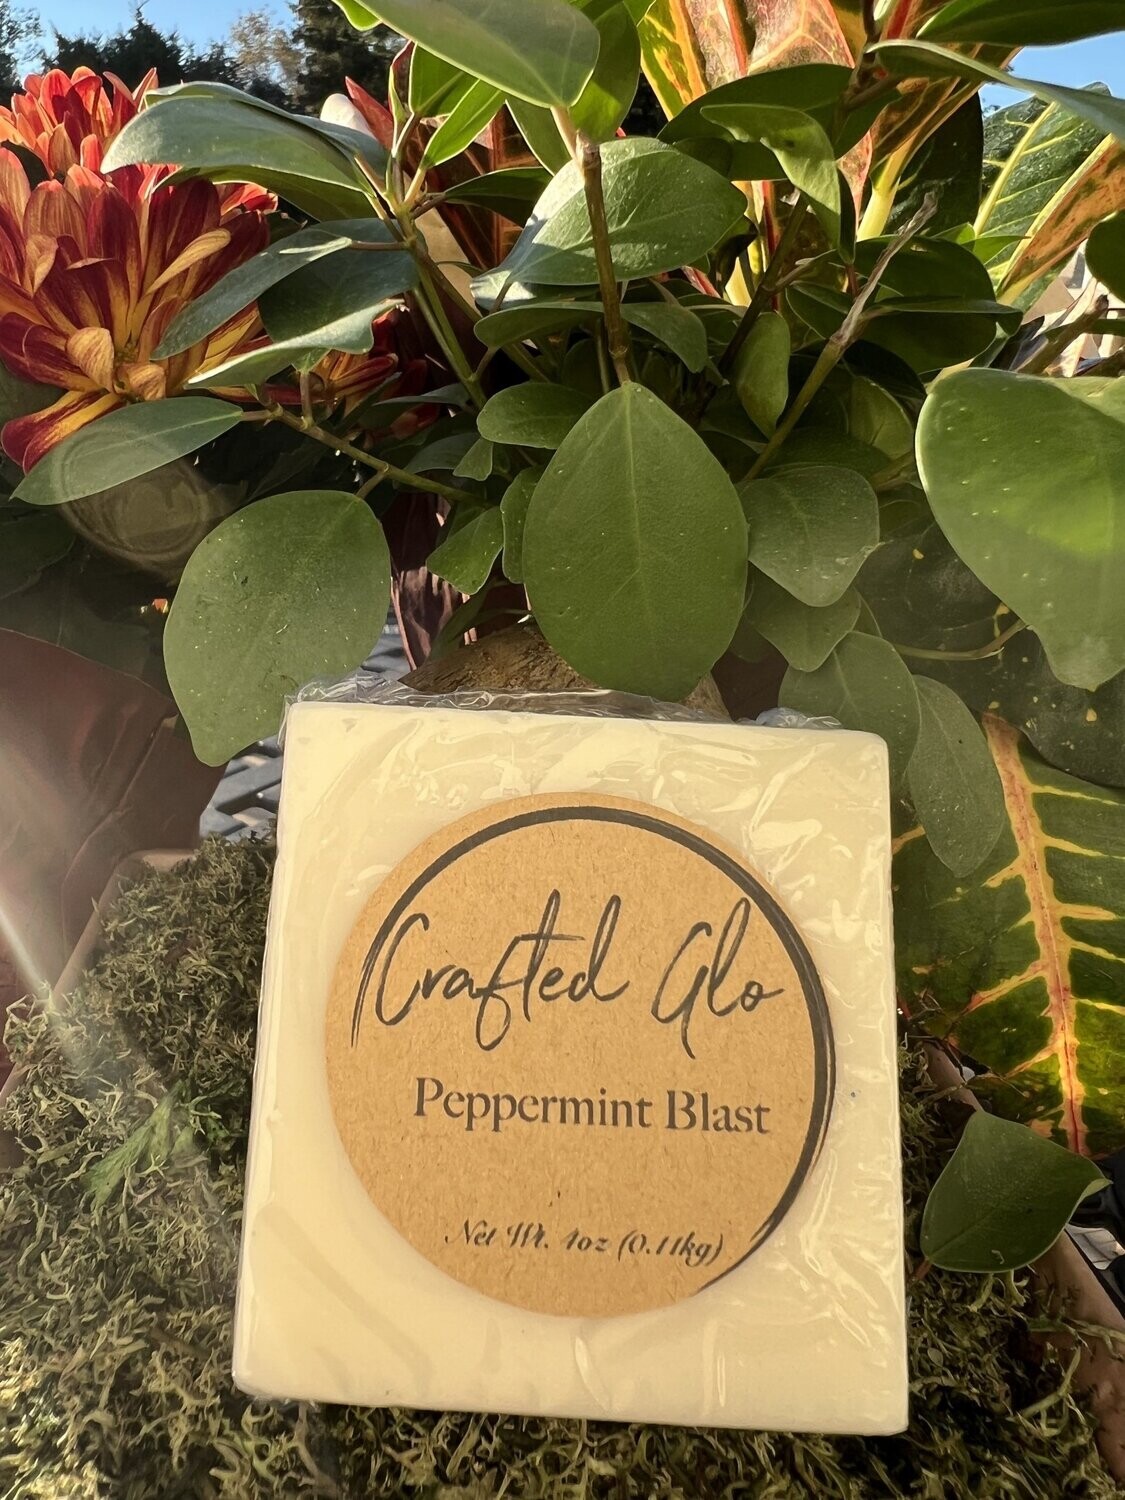 Crafted Glo
Peppermint Blast
Net Wt. 4oz (0.11kg)